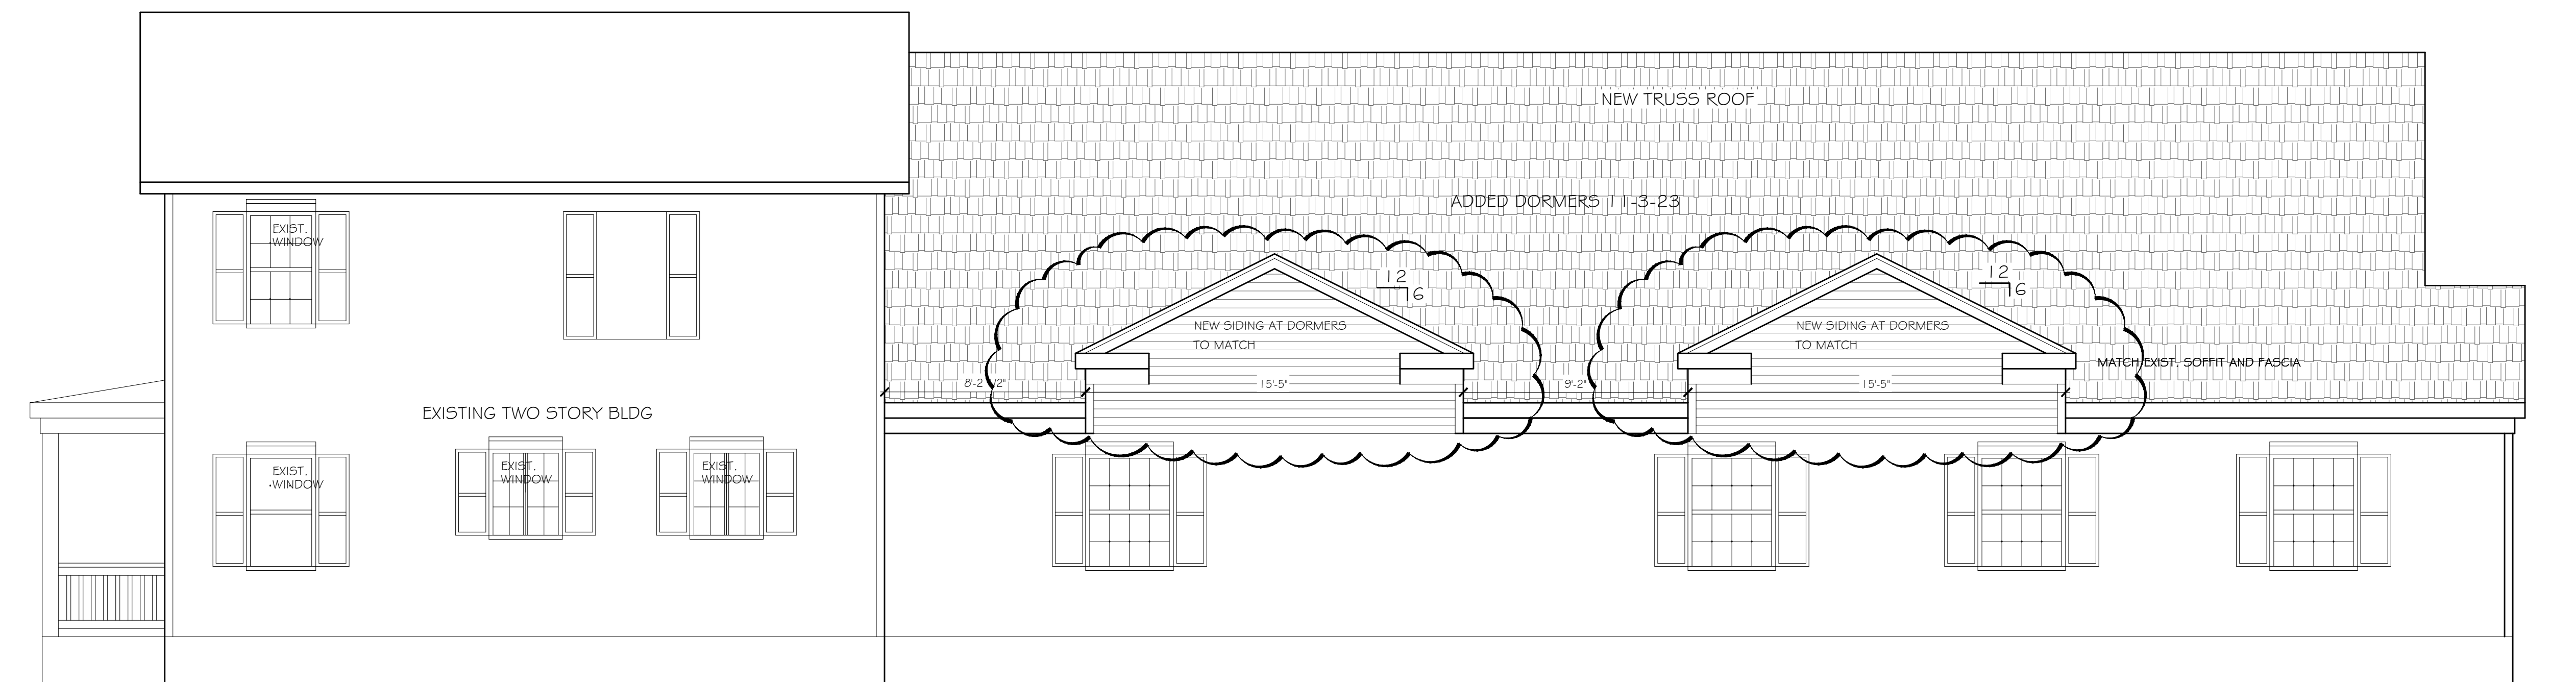 NEW TRUSS ROOF
ADDED DORMERS 11-3-23
EXIST.
WINDOW
12
6
12
6
NEW SIDING AT DORMERS
TO MATCH
NEW SIDING AT DORMERS
TO MATCH
MATCH EXIST. SOFFIT AND FASCIA
8'-2 1/2"
15'-5"
9'-2"
15'-5"
EXISTING TWO STORY BLDG
EXIST.
WINDOW
EXIST.
WINDOW
EXIST.
WINDOW